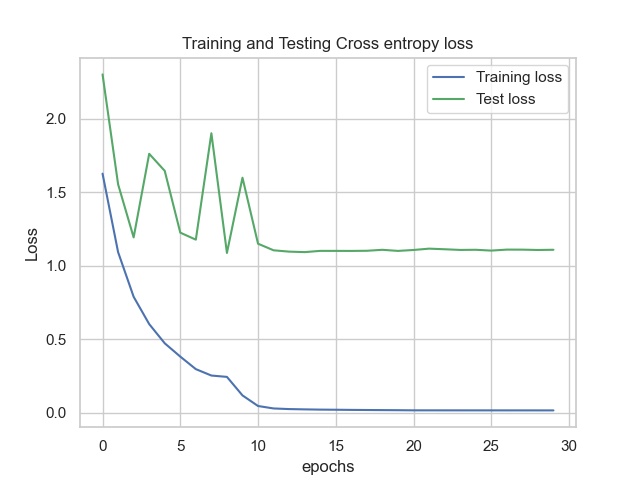 Training and Testing Cross entropy loss
Training loss
Test loss
2.0
1.5
1.0
0.5
0.0
Loss
0 5 10 15 20 25 30
epochs